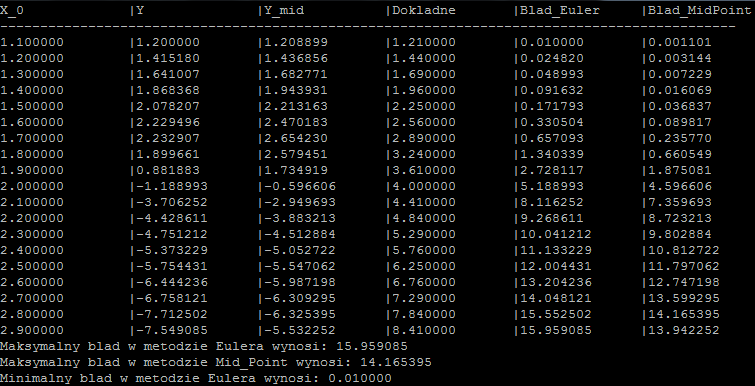 X_0 |Y |Y_mid |Dokladne |Blad_Euler |Blad_MidPoint
--------------------------------------------------------------------------------------------
1.100000 |1.200000 |1.208899 |1.210000 |0.010000 |0.001101
1.200000 |1.415180 |1.436856 |1.440000 |0.024820 |0.003144
1.300000 |1.641007 |1.682771 |1.690000 |0.048993 |0.007229
1.400000 |1.868368 |1.943931 |1.960000 |0.091632 |0.016069
1.500000 |2.078207 |2.213163 |2.250000 |0.171793 |0.036837
1.600000 |2.229496 |2.470183 |2.560000 |0.330504 |0.089817
1.700000 |2.232907 |2.654230 |2.890000 |0.657093 |0.235770
1.800000 |1.899661 |2.579451 |3.240000 |1.340339 |0.660549
1.900000 |0.881883 |1.734919 |3.610000 |2.728117 |1.875081
2.000000 |-1.188993 |-0.596606 |4.000000 |5.188993 |4.596606
2.100000 |-3.706252 |-2.949693 |4.410000 |8.116252 |7.359693
2.200000 |-4.428611 |-3.883213 |4.840000 |9.268611 |8.723213
2.300000 |-4.751212 |-4.512884 |5.290000 |10.041212 |9.802884
2.400000 |-5.373229 |-5.052722 |5.760000 |11.133229 |10.812722
2.500000 |-5.754431 |-5.547062 |6.250000 |12.004431 |11.797062
2.600000 |-6.444236 |-5.987198 |6.760000 |13.204236 |12.747198
2.700000 |-6.758121 |-6.309295 |7.290000 |14.048121 |13.599295
2.800000 |-7.712502 |-6.325395 |7.840000 |15.552502 |14.165395
2.900000 |-7.549085 |-5.532252 |8.410000 |15.959085 |13.942252
Maksymalny blad w metodzie Eulera wynosi: 15.959085
Maksymalny blad w metodzie Mid_Point wynosi: 14.165395
Minimalny blad w metodzie Eulera wynosi: 0.010000